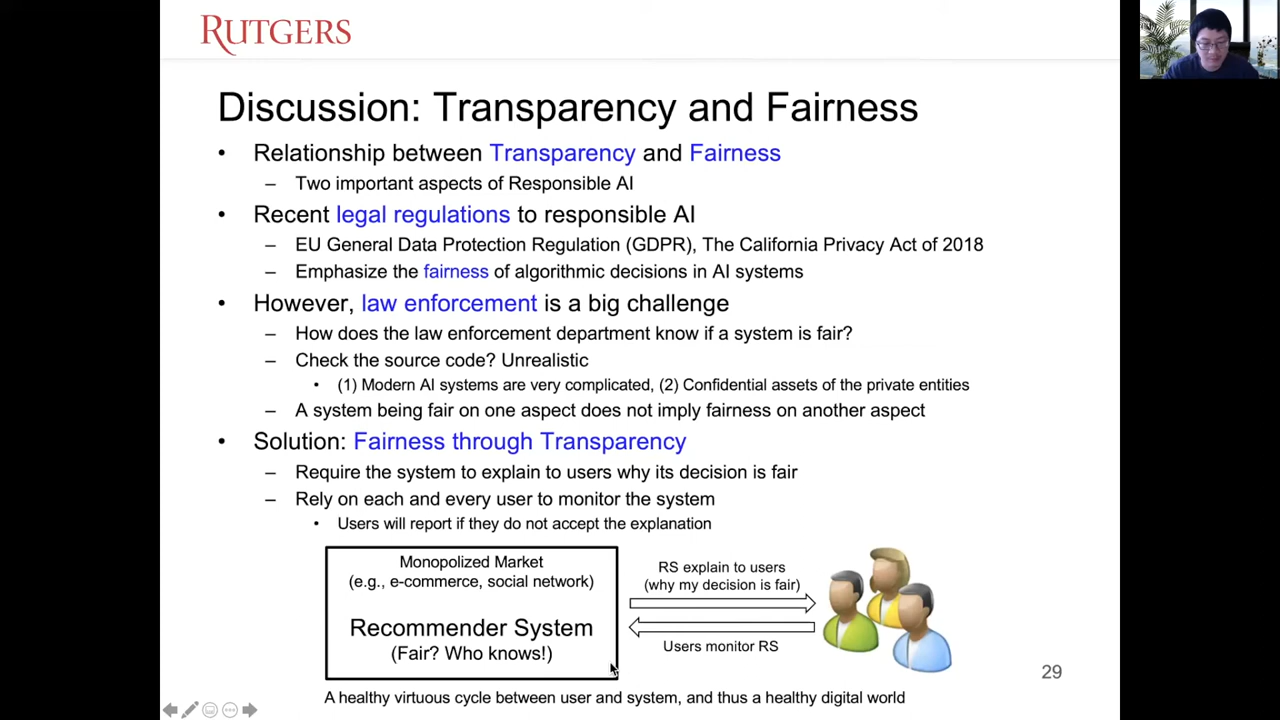 RUTGERS
Discussion: Transparency and Fairness
• Relationship between Transparency and Fairness
– Two important aspects of Responsible AI
• Recent legal regulations to responsible AI
– EU General Data Protection Regulation (GDPR), The California Privacy Act of 2018
– Emphasize the fairness of algorithmic decisions in AI systems
• However, law enforcement is a big challenge
– How does the law enforcement department know if a system is fair?
– Check the source code? Unrealistic
• (1) Modern AI systems are very complicated, (2) Confidential assets of the private entities
– A system being fair on one aspect does not imply fairness on another aspect
• Solution: Fairness through Transparency
– Require the system to explain to users why its decision is fair
– Rely on each and every user to monitor the system
• Users will report if they do not accept the explanation
Monopolized Market
(e.g., e-commerce, social network)
Recommender System
(Fair? Who knows!)
RS explain to users
(why my decision is fair)
Users monitor RS
29
A healthy virtuous cycle between user and system, and thus a healthy digital world